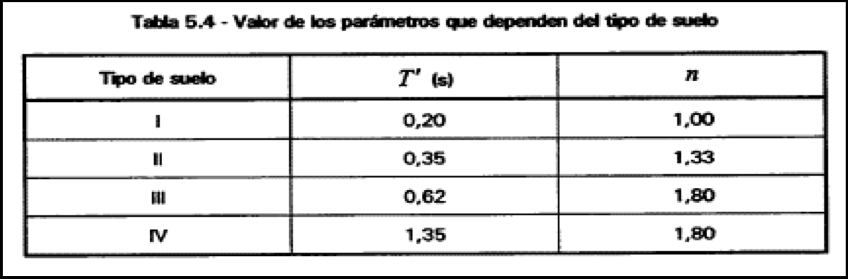 Tabla 5.4 - Valor de los parámetros que dependen del tipo de suelo
Tipo de suelo T' (s) n
I 0,20 1,00
II 0,35 1,33
III 0,62 1,80
IV 1,35 1,80